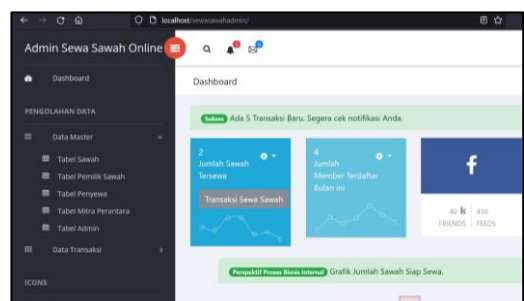 localhost/sewasawahadmin/
Admin Sewa Sawah Online
Dashboard
PENGOLAHAN DATA
Data Master
Tabel Sawah
Tabel Pemilik Sawah
Tabel Penyewa
Tabel Mitra Perantara
Tabel Admin
Data Transaksi
ICONS
Dashboard
Sukses Ada 5 Transaksi Baru. Segera cek notifikasi Anda.
2
Jumlah Sawah
Tersewa
Transaksi Sewa Sawah
4
Jumlah
Member Terdaftar
Bulan ini
f
40 k
FRIENDS
450
FEEDS
Perspektif Proses Bisnis Internal Grafik Jumlah Sawah Siap Sewa.